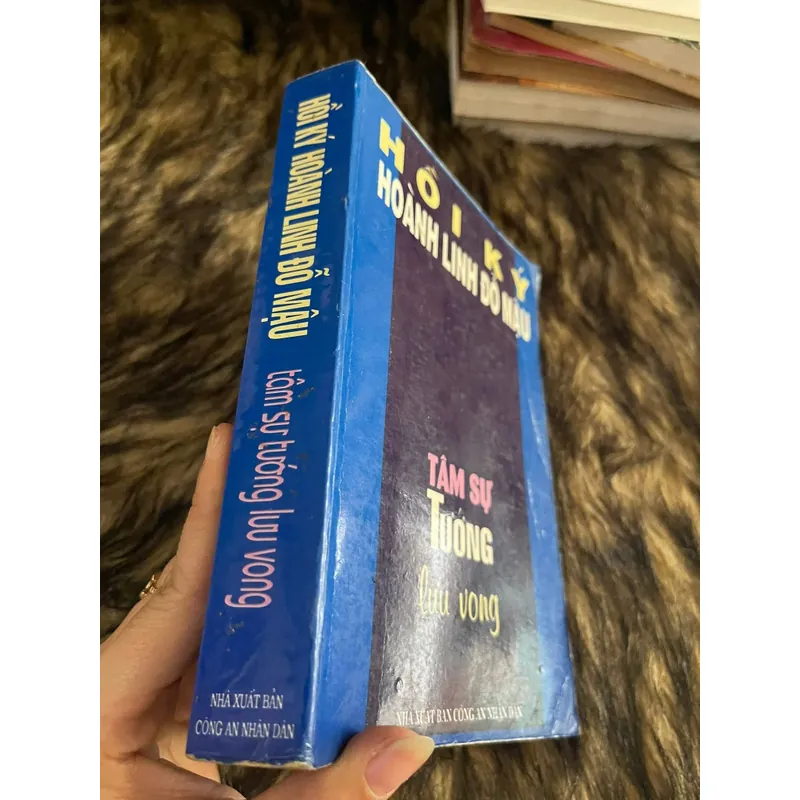 HỒI KÝ HOÀNH LINH ĐỖ MẬU
tâm sự tướng lưu vong
NHÀ XUẤT BẢN
CÔNG AN NHÂN DÂN
HỒI KÝ
HOÀNH LINH ĐỖ MẬU
TÂM SỰ
TƯỚNG
lưu vong
NHÀ XUẤT BẢN CÔNG AN NHÂN DÂN